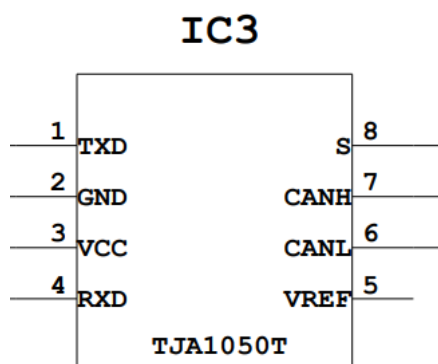 IC3
1 TXD S 8
2 GND CANH 7
3 VCC CANL 6
4 RXD VREF 5
TJA1050T